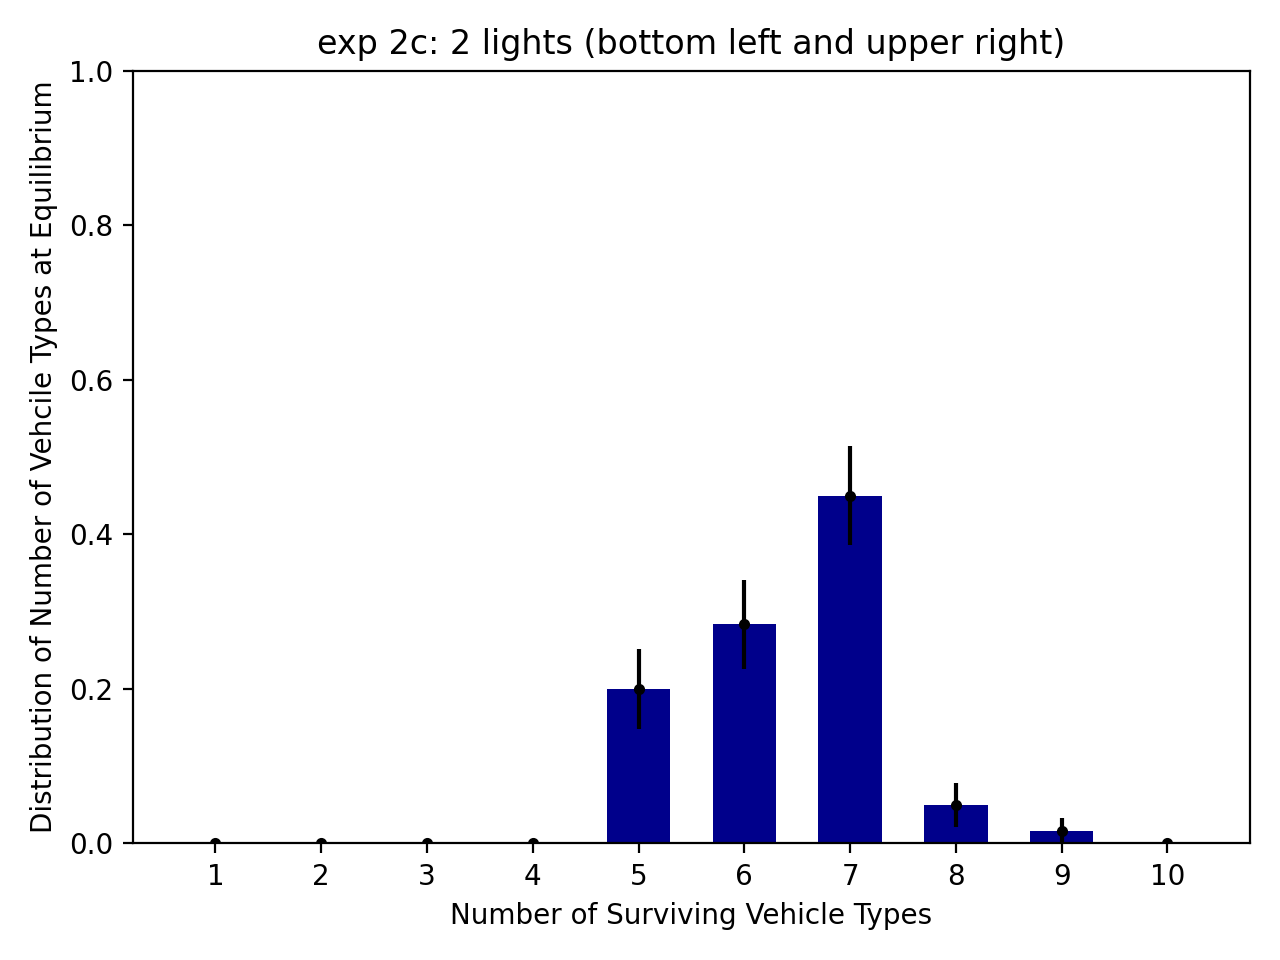 exp 2c: 2 lights (bottom left and upper right)
Distribution of Number of Vehcile Types at Equilibrium
1.0
0.8
0.6
0.4
0.2
0.0
1 2 3 4 5 6 7 8 9 10
Number of Surviving Vehicle Types